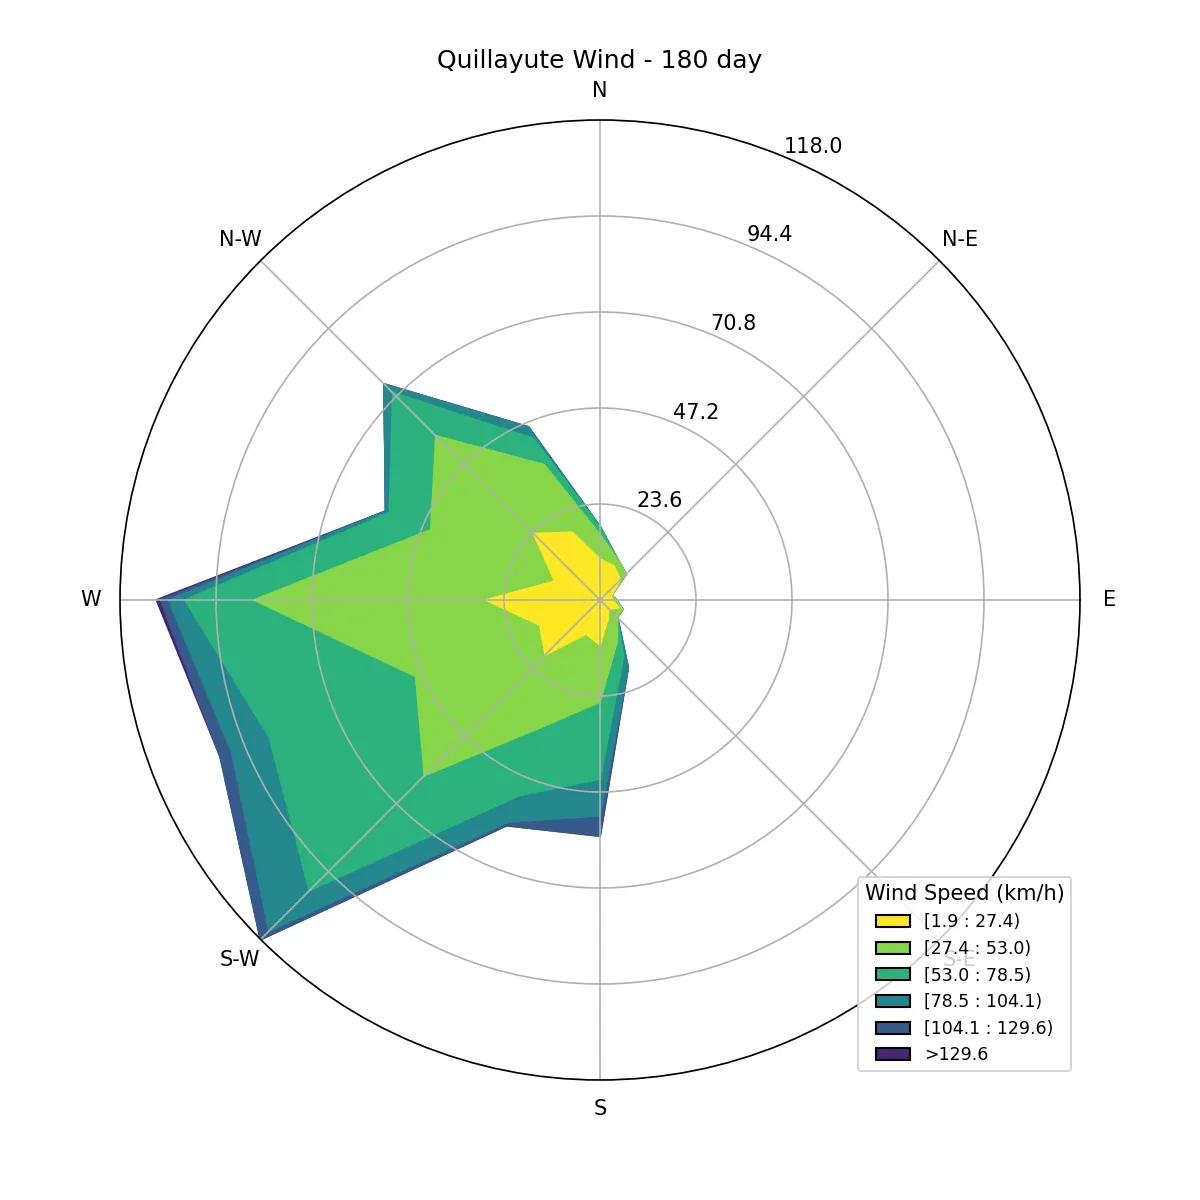 Quillayute Wind - 180 day
N
118.0
N-W
N-E
94.4
70.8
47.2
23.6
W
E
S-W
S-E
S
Wind Speed (km/h)
[1.9 : 27.4)
[27.4 : 53.0)
[53.0 : 78.5)
[78.5 : 104.1)
[104.1 : 129.6)
>129.6